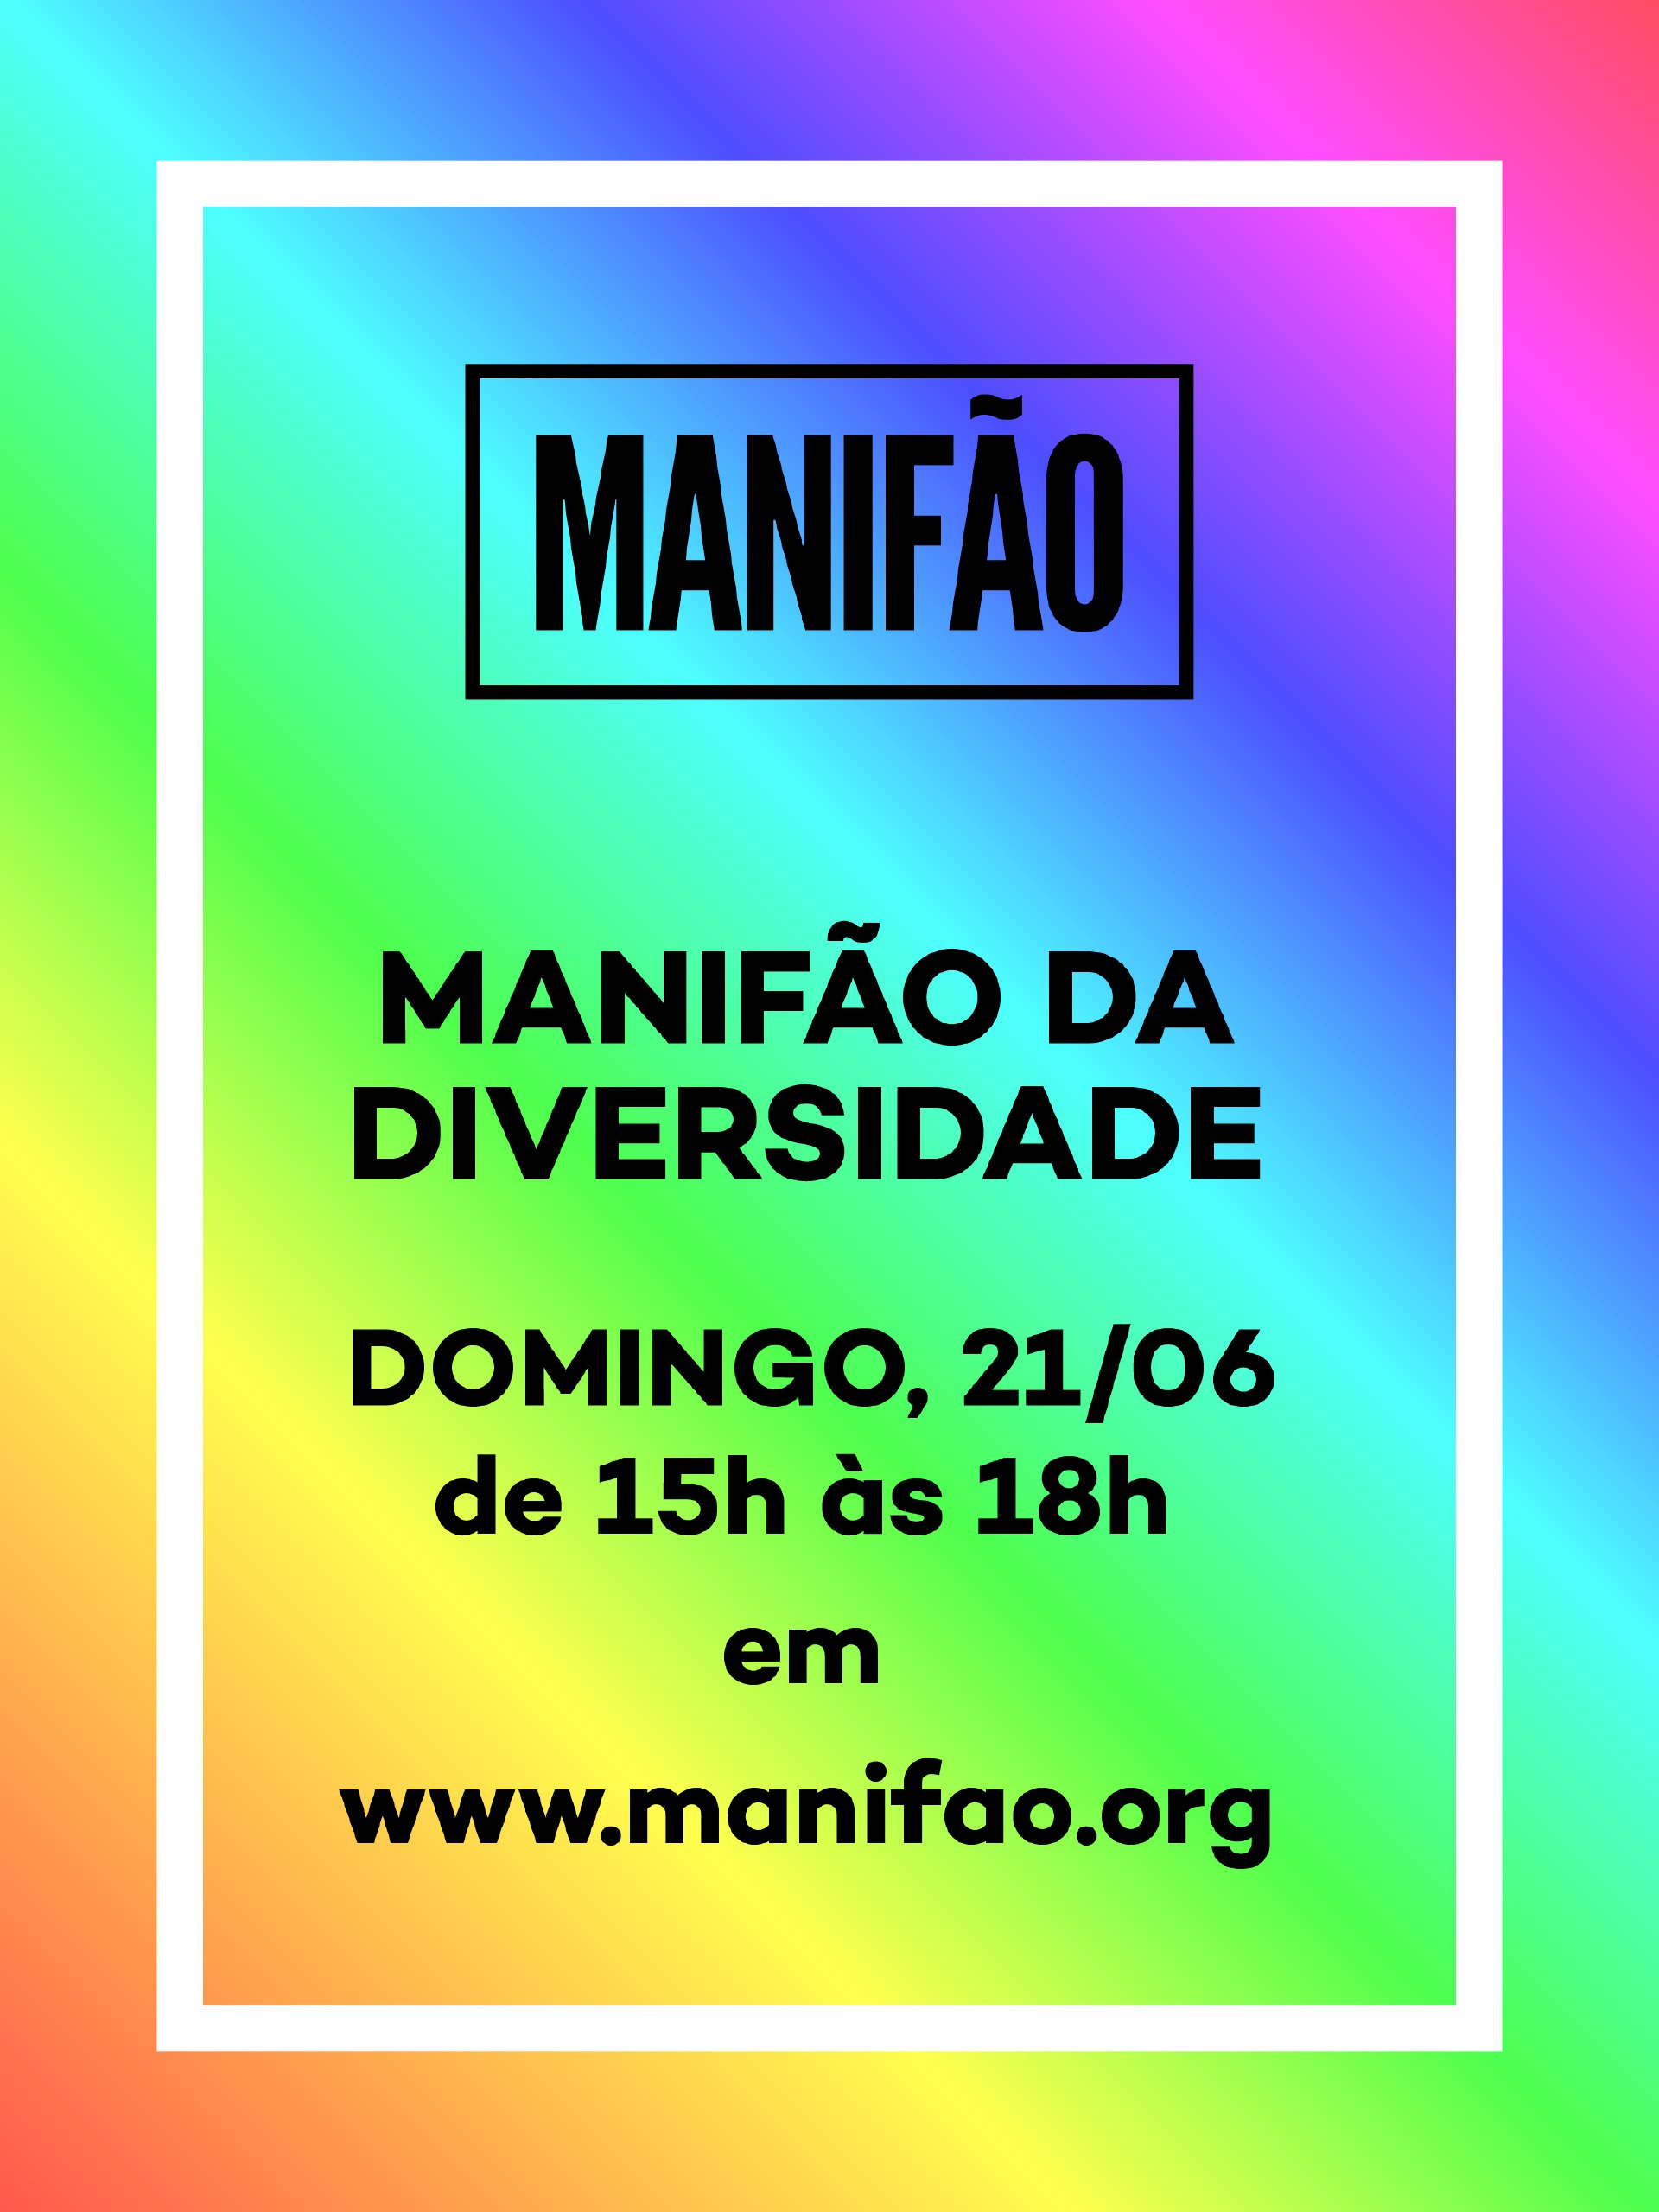 MANIFÃO
MANIFÃO DA
DIVERSIDADE
DOMINGO, 21/06
de 15h às 18h
em
www.manifao.org